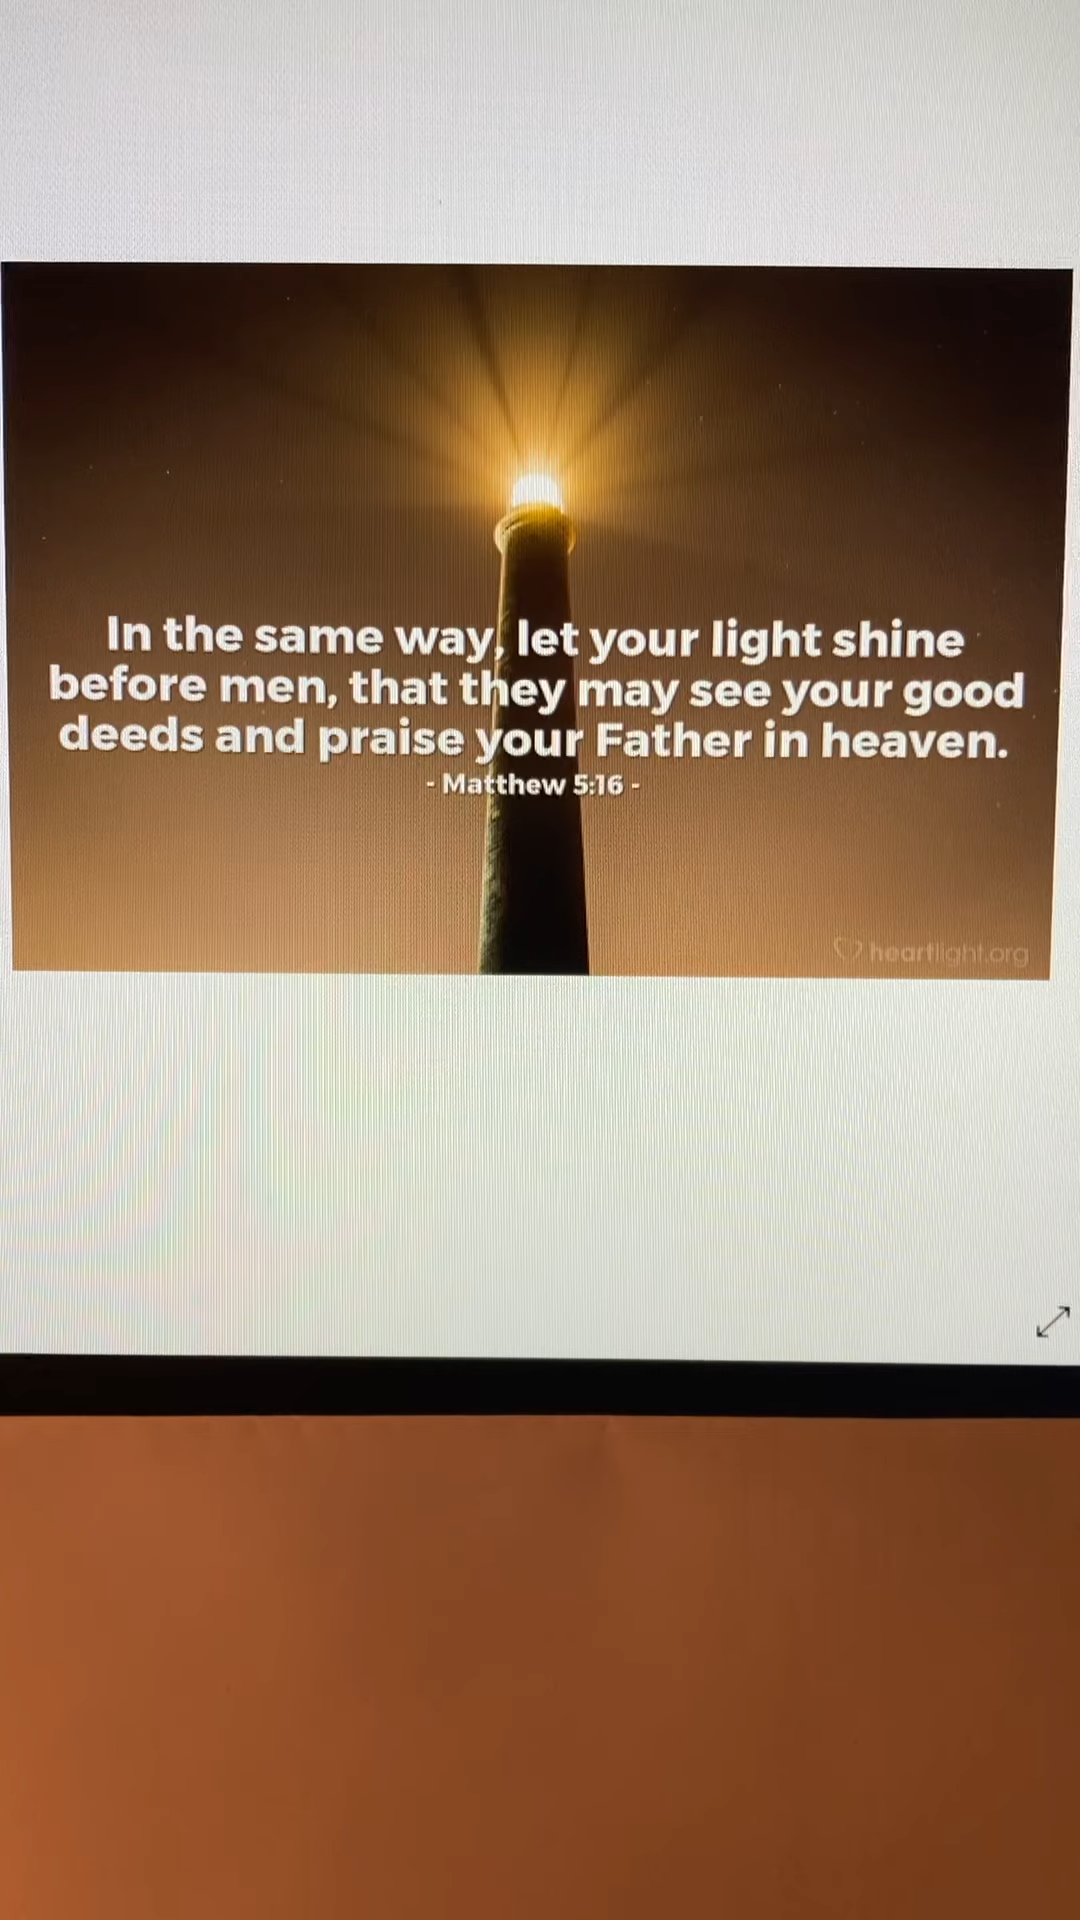 In the same way, let your light shine
before men, that they may see your good
deeds and praise your Father in heaven.
- Matthew 5:16 -
heartlight.org